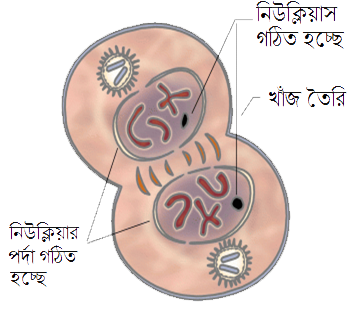 নিউক্লিয়াস
গঠিত হচ্ছে
খাঁজ তৈরি
নিউক্লিয়ার
পর্দা গঠিত
হচ্ছে